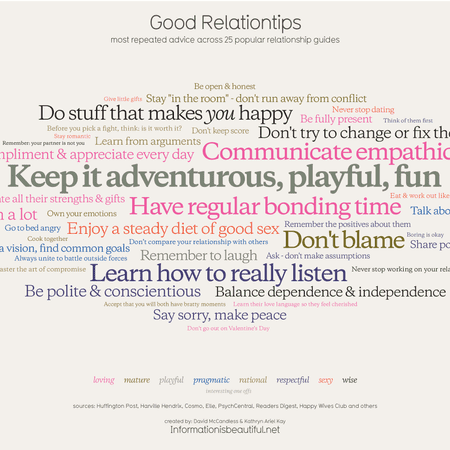 Good Relationtips
most repeated advice across 25 popular relationship guides
Be open & honest
Give little gifts Stay "in the room" - don't run away from conflict
Never stop dating
Do stuff that makes you happy Be fully present Think of them first
Before you pick a fight, think: is it worth it? Don't keep score Don't try to change or fix the
Stay romantic
Remember: your partner is not you Learn from arguments
mpliment & appreciate every day Communicate empathic
Keep it adventurous, playful, fun
te all their strengths & gifts Eat & work out like
h a lot Own your emotions Have regular bonding time Talk abo
Go to bed angry Enjoy a steady diet of good sex Remember the positives about them
Boring is okay
Cook together Don't compare your relationship with others Don't blame Share po
a vision, find common goals Remember to laugh Ask - don't make assumptions
Always unite to battle outside forces
aster the art of compromise Learn how to really listen Never stop working on your rela
Be polite & conscientious Balance dependence & independence
Accept that you will both have bratty moments Learn their love language so they feel cherished
Say sorry, make peace
Don't go out on Valentine's Day
loving mature playful pragmatic rational respectful sexy wise
interesting one-offs
sources: Huffington Post, Harville Hendrix, Cosmo, Elle, PsychCentral, Readers Digest, Happy Wives Club and others
created by: David McCandless & Kathryn Ariel Kay
Informationisbeautiful.net